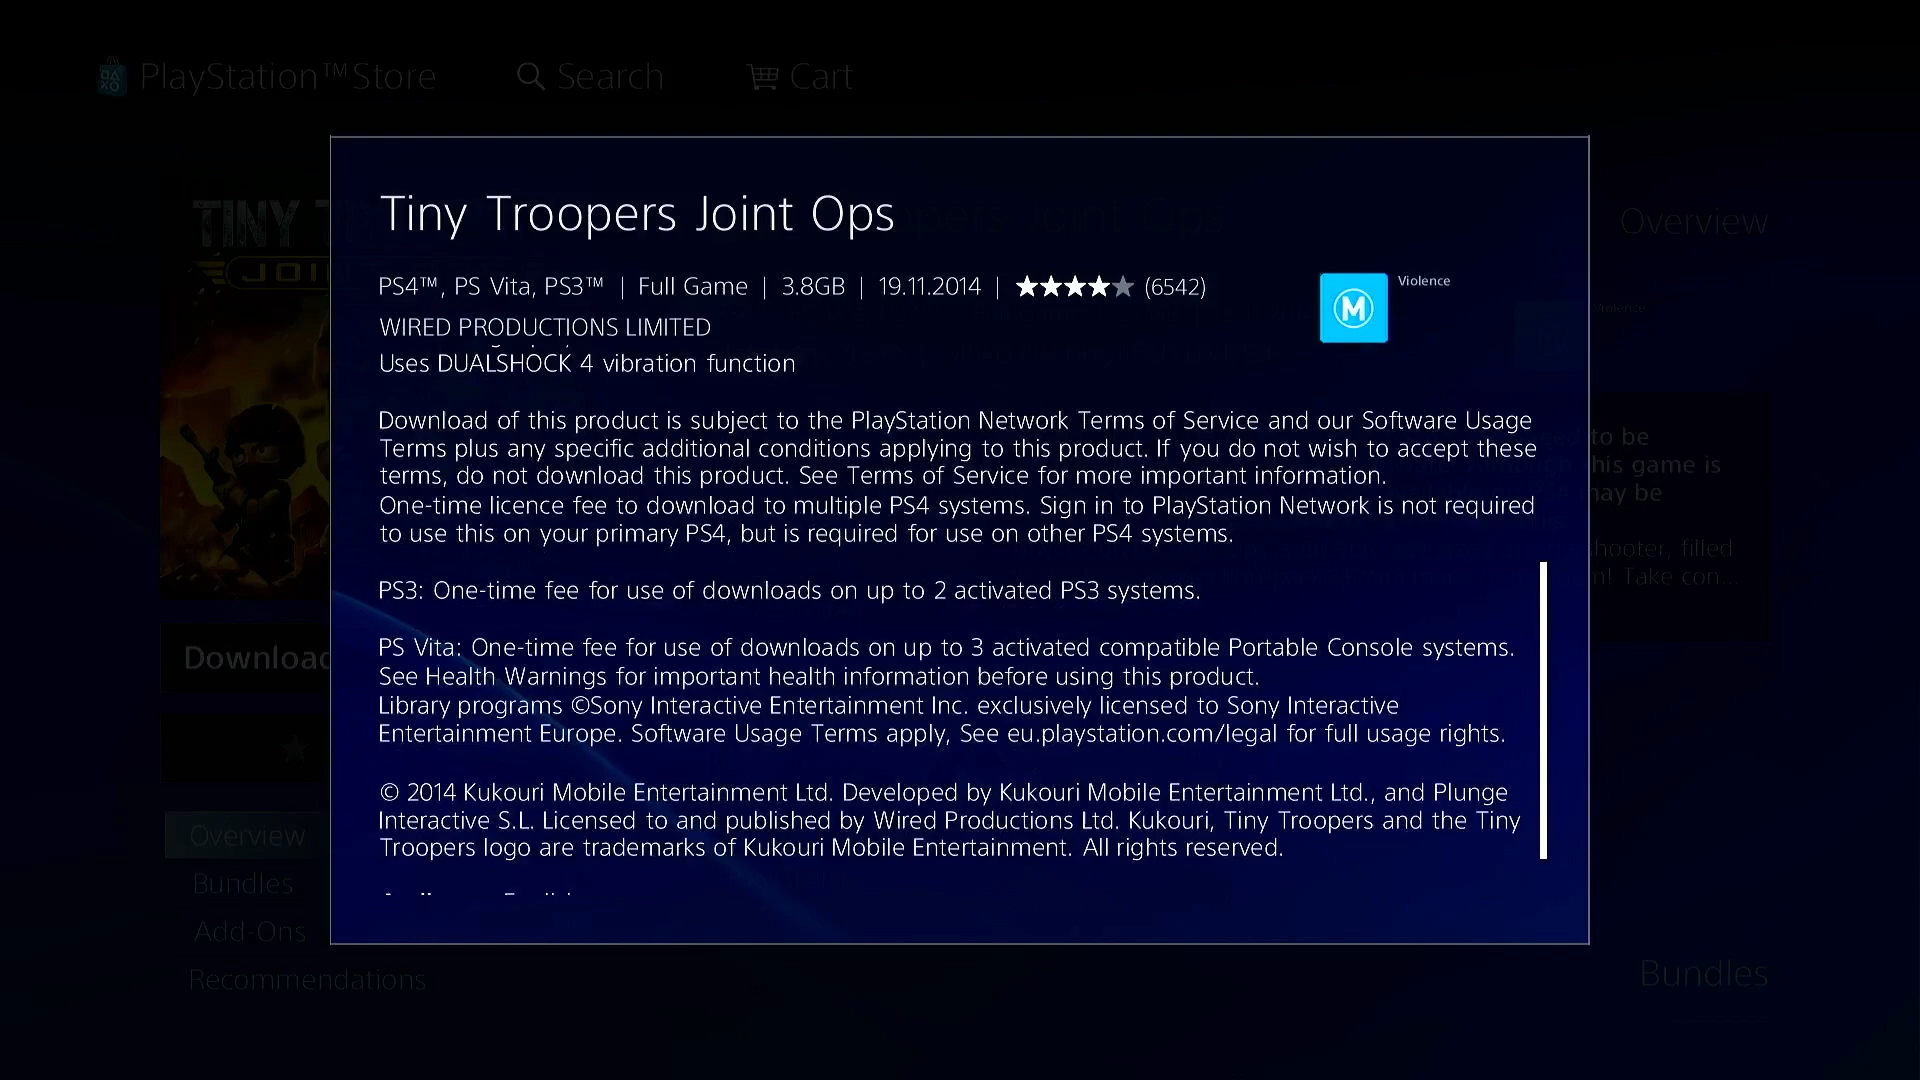 PlayStation™Store
Search
Cart
Tiny Troopers Joint Ops
Overview
PS4™, PS Vita, PS3™ | Full Game | 3.8GB | 19.11.2014 | (6542)
M
Violence
WIRED PRODUCTIONS LIMITED
Uses DUALSHOCK 4 vibration function
Download of this product is subject to the PlayStation Network Terms of Service and our Software Usage
Terms plus any specific additional conditions applying to this product. If you do not wish to accept these
terms, do not download this product. See Terms of Service for more important information.
One-time licence fee to download to multiple PS4 systems. Sign in to PlayStation Network is not required
to use this on your primary PS4, but is required for use on other PS4 systems.
PS3: One-time fee for use of downloads on up to 2 activated PS3 systems.
PS Vita: One-time fee for use of downloads on up to 3 activated compatible Portable Console systems.
See Health Warnings for important health information before using this product.
Library programs ©Sony Interactive Entertainment Inc. exclusively licensed to Sony Interactive
Entertainment Europe. Software Usage Terms apply, See eu.playstation.com/legal for full usage rights.
© 2014 Kukouri Mobile Entertainment Ltd. Developed by Kukouri Mobile Entertainment Ltd., and Plunge
Interactive S.L. Licensed to and published by Wired Productions Ltd. Kukouri, Tiny Troopers and the Tiny
Troopers logo are trademarks of Kukouri Mobile Entertainment. All rights reserved.
TINY
to be
his game is
may be
hooter, filled
Take con...
Download
Overview
Bundles
Add-Ons
Recommendations
Bundles